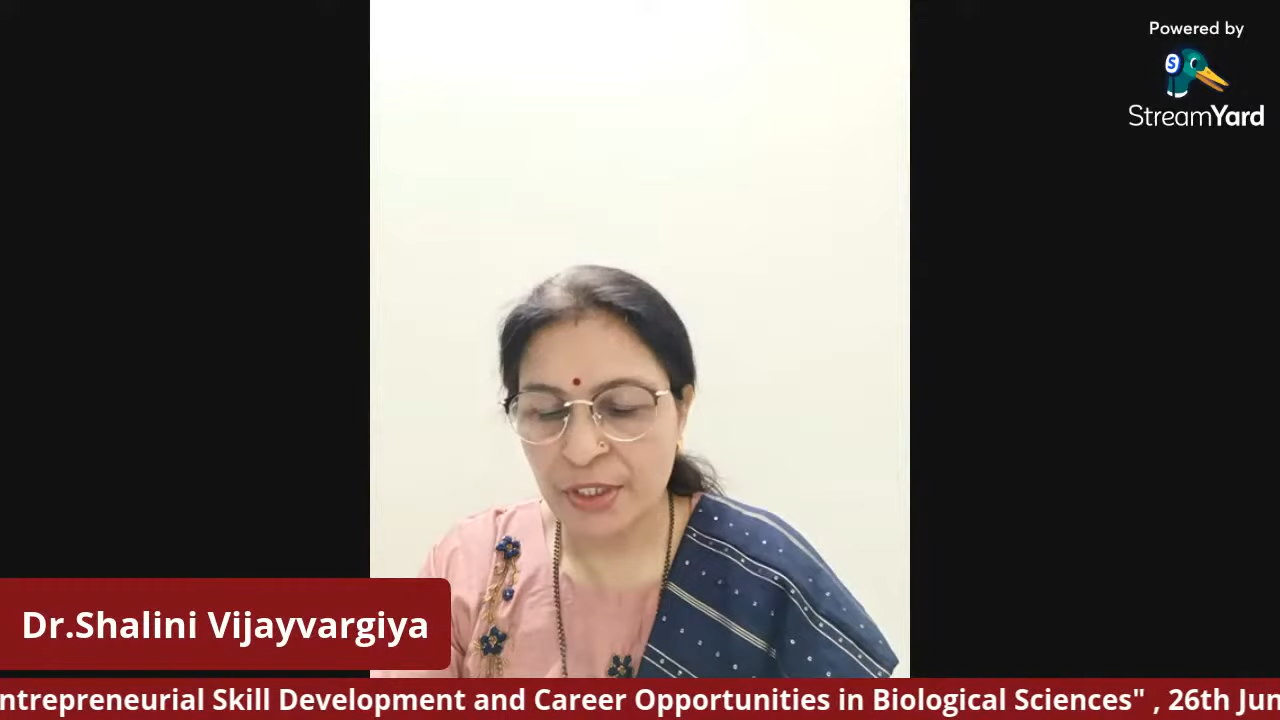 Powered by
StreamYard
Dr.Shalini Vijayvargiya
ntrepreneurial Skill Development and Career Opportunities in Biological Sciences" , 26th Jun